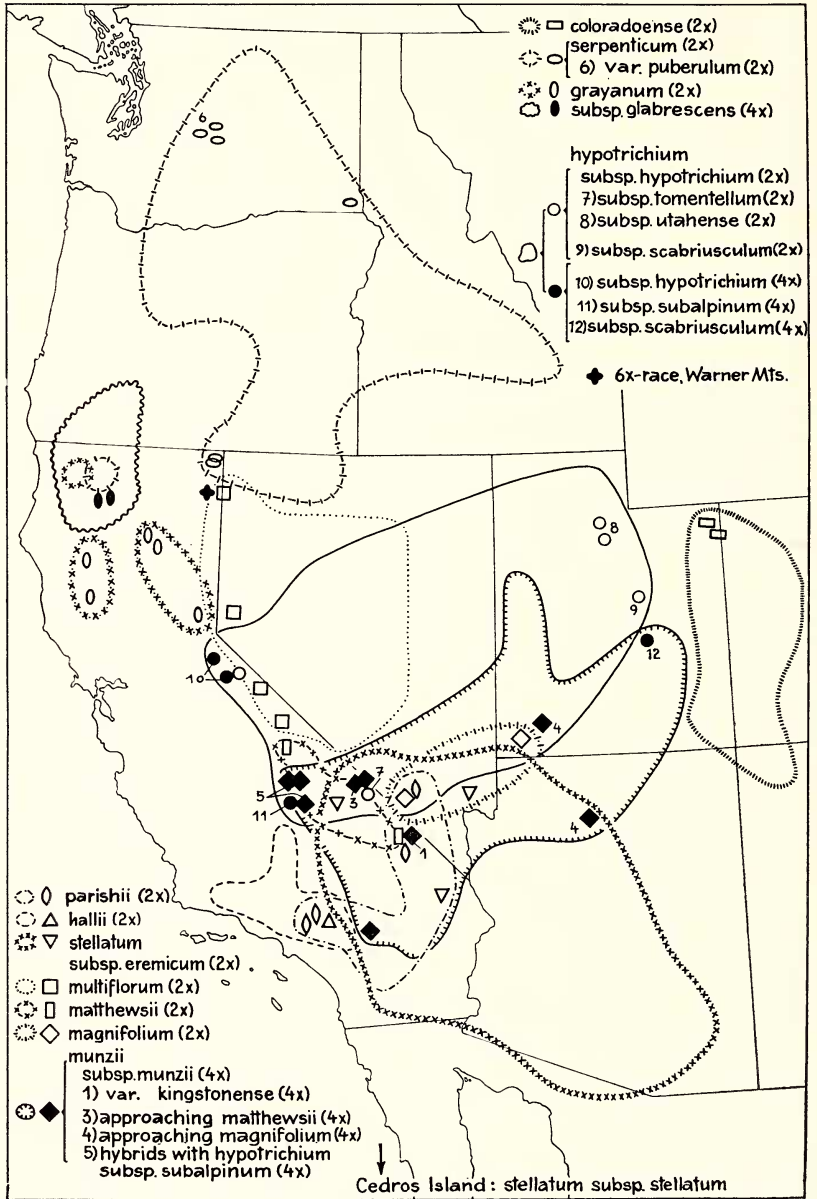 coloradoense (2x)
serpenticum (2x)
6) var. puberulum (2x)
grayanum (2x)
subsp. glabrescens (4x)
hypotrichium
subsp. hypotrichium (2x)
7) subsp. tomentellum (2x)
8) subsp. utahense (2x)
9) subsp. scabriusculum (2x)
10) subsp. hypotrichium (4x)
11) subsp. subalpinum (4x)
12) subsp. scabriusculum (4x)
6x-race, Warner Mts.
6
8
9
12
10
4
5
11
7
3
4
1
parishii (2x)
hallii (2x)
stellatum
subsp. eremicum (2x)
multiflorum (2x)
matthewsii (2x)
magnifolium (2x)
munzii
subsp. munzii (4x)
1) var. kingstonense (4x)
3) approaching matthewsii (4x)
4) approaching magnifolium (4x)
5) hybrids with hypotrichium
subsp. subalpinum (4x)
Cedros Island : stellatum subsp. stellatum